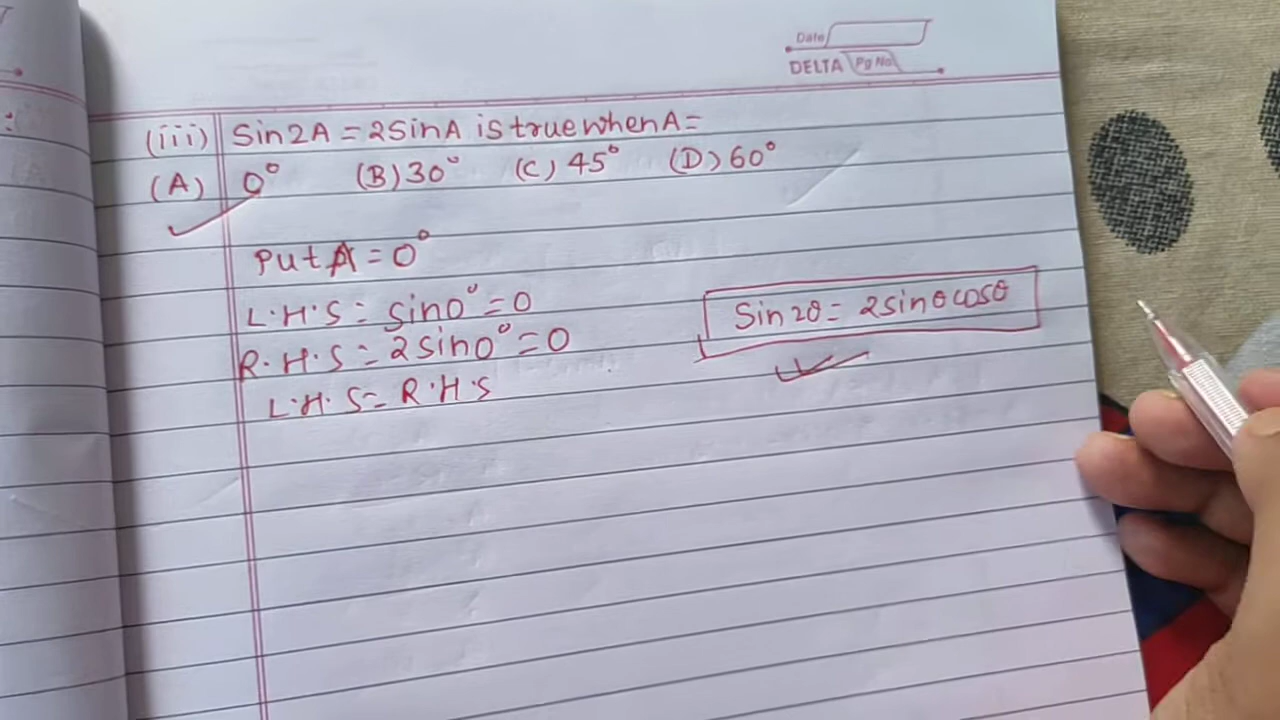 Date
DELTA Pg No
(iii) Sin2A = 2SinA is true when A =
(A) 0° (B) 30° (C) 45° (D) 60°
Put A = 0°
L.H.S = sin0° = 0
R.H.S = 2sin0° = 0
L.H.S = R.H.S
Sin2θ = 2sinθcosθ